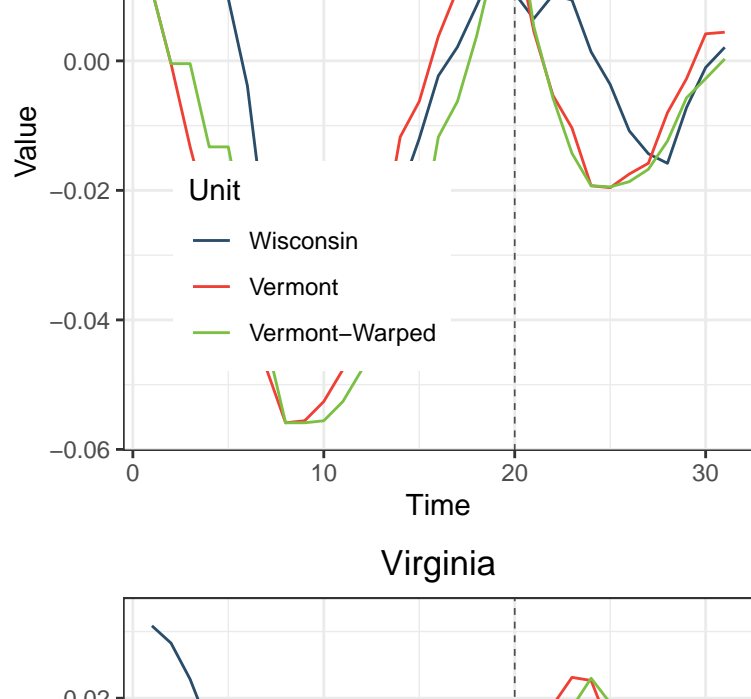 0.00
−0.02
−0.04
−0.06
Value
Unit
Wisconsin
Vermont
Vermont−Warped
0 10 20 30
Time
Virginia
0.02